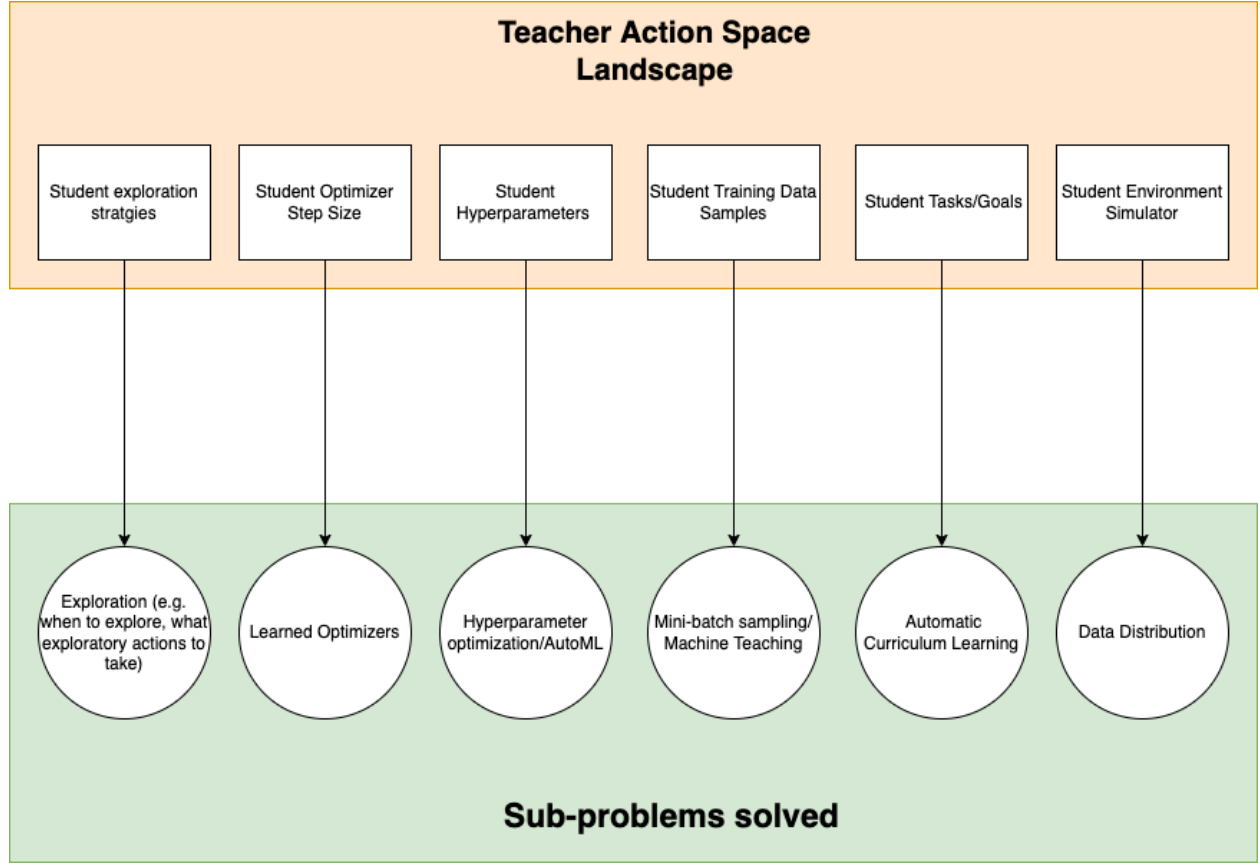 Teacher Action Space
Landscape
Student exploration
stratgies
Student Optimizer
Step Size
Student
Hyperparameters
Student Training Data
Samples
Student Tasks/Goals
Student Environment
Simulator
Exploration (e.g.
when to explore, what
exploratory actions to
take)
Learned Optimizers
Hyperparameter
optimization/AutoML
Mini-batch sampling/
Machine Teaching
Automatic
Curriculum Learning
Data Distribution
Sub-problems solved